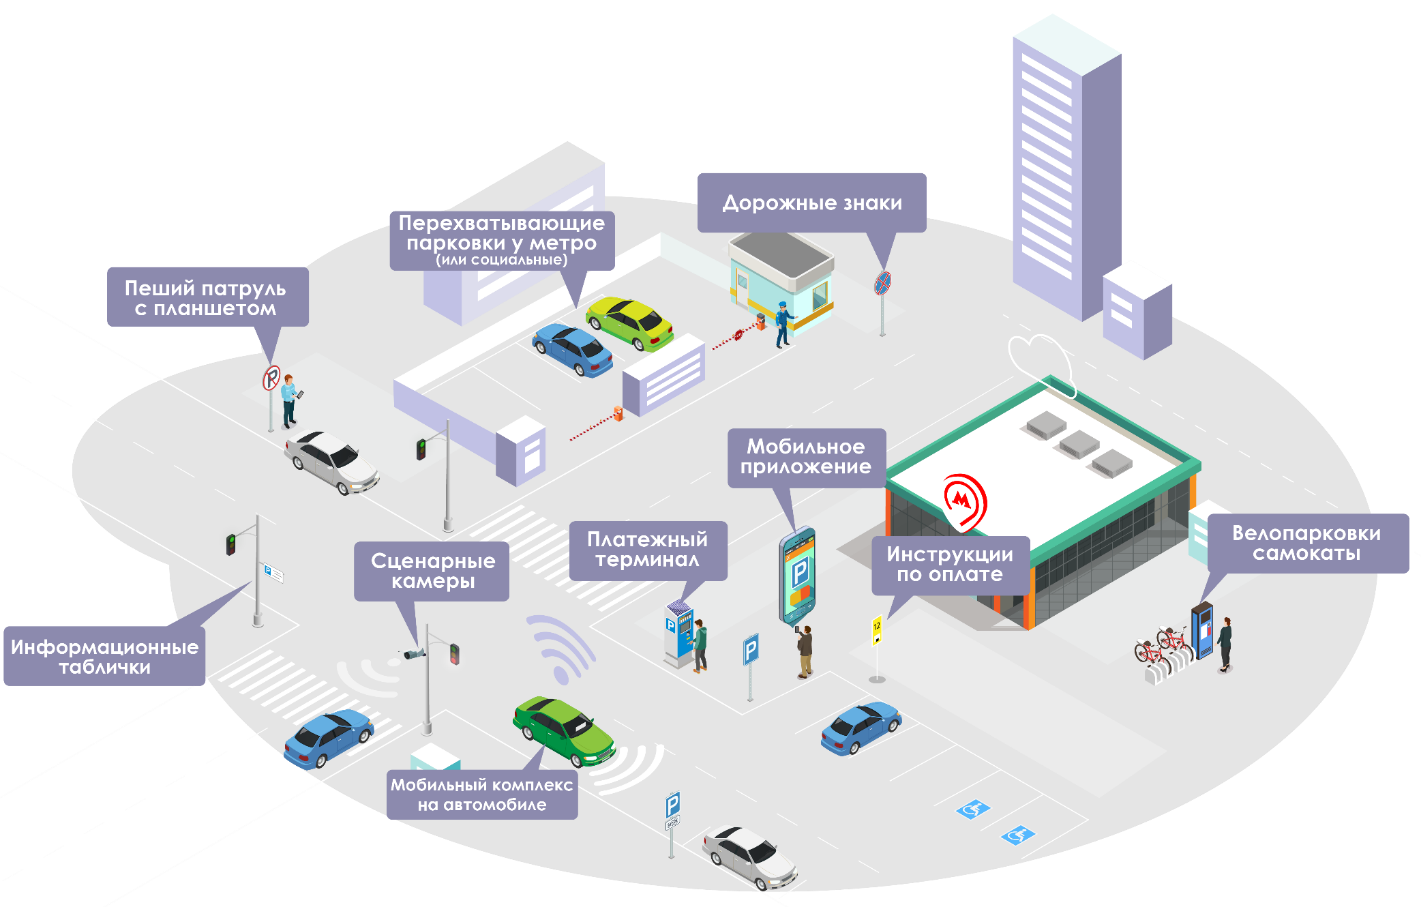 Дорожные знаки
Перехватывающие
парковки у метро
(или социальные)
Пеший патруль
с планшетом
Мобильное
приложение
Платежный
терминал
Инструкции
по оплате
Велопарковки
самокаты
Сценарные
камеры
Информационные
таблички
Мобильный комплекс
на автомобиле
P
P
P
P
P
P
12
М